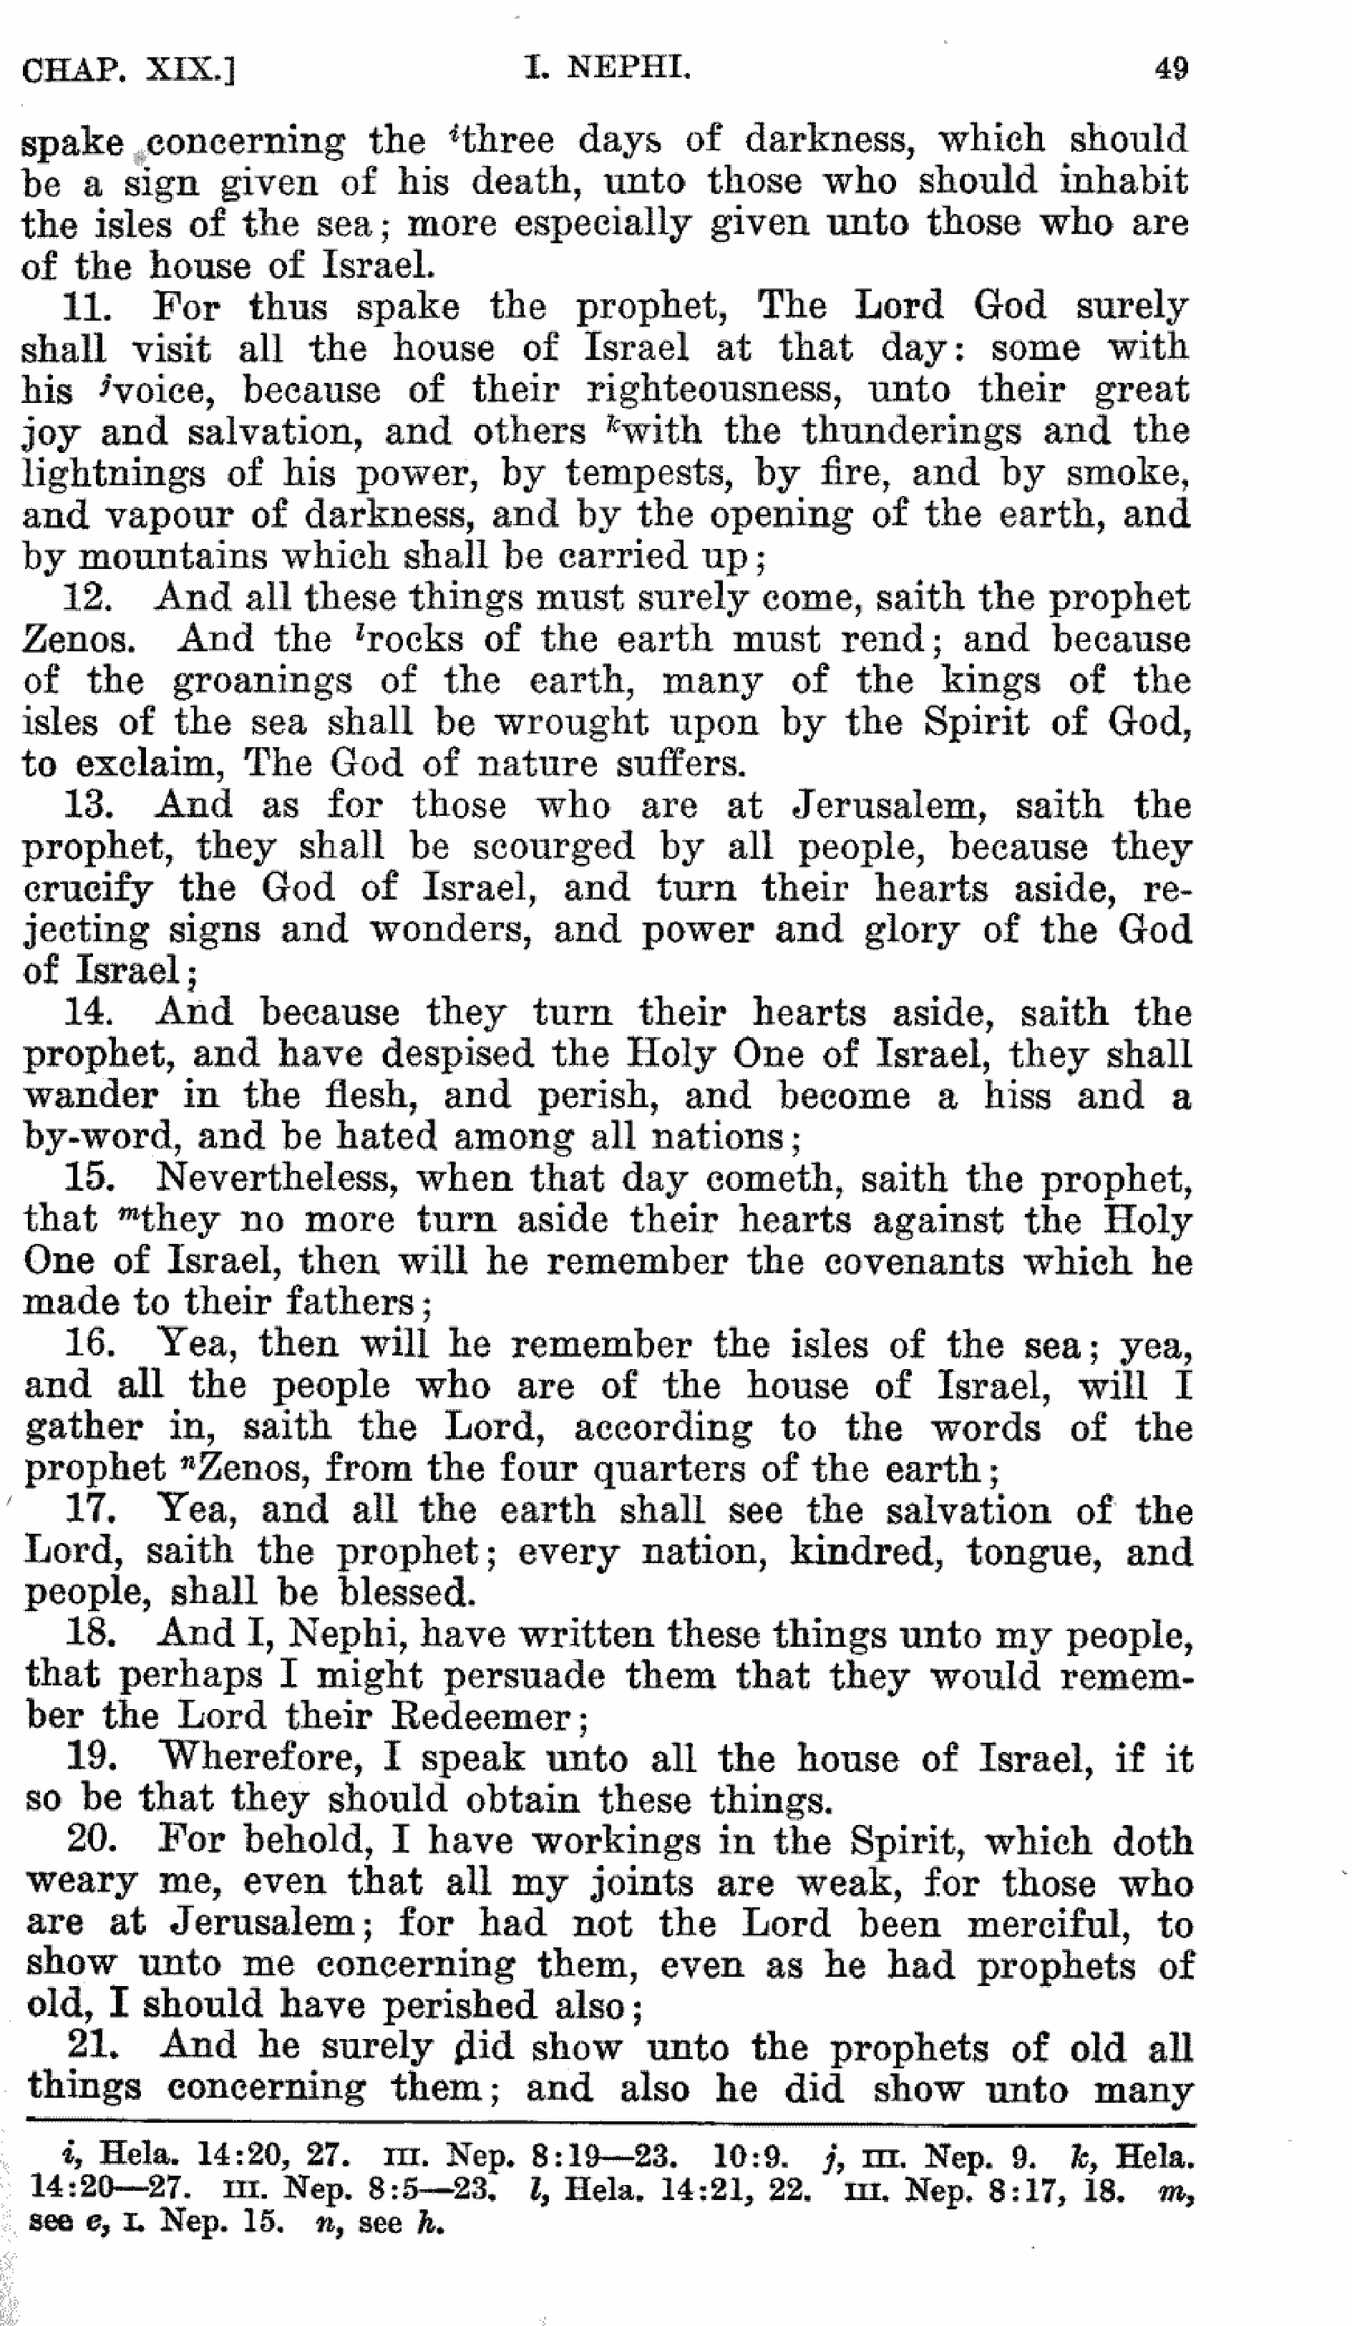 CHAP. XIX.] I. NEPHI. 49
spake concerning the ithree days of darkness, which should
be a sign given of his death, unto those who should inhabit
the isles of the sea; more especially given unto those who are
of the house of Israel.
11. For thus spake the prophet, The Lord God surely
shall visit all the house of Israel at that day: some with
his jvoice, because of their righteousness, unto their great
joy and salvation, and others kwith the thunderings and the
lightnings of his power, by tempests, by fire, and by smoke,
and vapour of darkness, and by the opening of the earth, and
by mountains which shall be carried up;
12. And all these things must surely come, saith the prophet
Zenos. And the lrocks of the earth must rend; and because
of the groanings of the earth, many of the kings of the
isles of the sea shall be wrought upon by the Spirit of God,
to exclaim, The God of nature suffers.
13. And as for those who are at Jerusalem, saith the
prophet, they shall be scourged by all people, because they
crucify the God of Israel, and turn their hearts aside, re-
jecting signs and wonders, and power and glory of the God
of Israel;
14. And because they turn their hearts aside, saith the
prophet, and have despised the Holy One of Israel, they shall
wander in the flesh, and perish, and become a hiss and a
by-word, and be hated among all nations;
15. Nevertheless, when that day cometh, saith the prophet,
that mthey no more turn aside their hearts against the Holy
One of Israel, then will he remember the covenants which he
made to their fathers;
16. Yea, then will he remember the isles of the sea; yea,
and all the people who are of the house of Israel, will I
gather in, saith the Lord, according to the words of the
prophet nZenos, from the four quarters of the earth;
17. Yea, and all the earth shall see the salvation of the
Lord, saith the prophet; every nation, kindred, tongue, and
people, shall be blessed.
18. And I, Nephi, have written these things unto my people,
that perhaps I might persuade them that they would remem-
ber the Lord their Redeemer;
19. Wherefore, I speak unto all the house of Israel, if it
so be that they should obtain these things.
20. For behold, I have workings in the Spirit, which doth
weary me, even that all my joints are weak, for those who
are at Jerusalem; for had not the Lord been merciful, to
show unto me concerning them, even as he had prophets of
old, I should have perished also;
21. And he surely did show unto the prophets of old all
things concerning them; and also he did show unto many
i, Hela. 14:20, 27. III. Nep. 8:19—23. 10:9. j, III. Nep. 9. k, Hela.
14:20—27. III. Nep. 8:5—23. l, Hela. 14:21, 22. III. Nep. 8:17, 18. m,
see e, I. Nep. 15. n, see h.